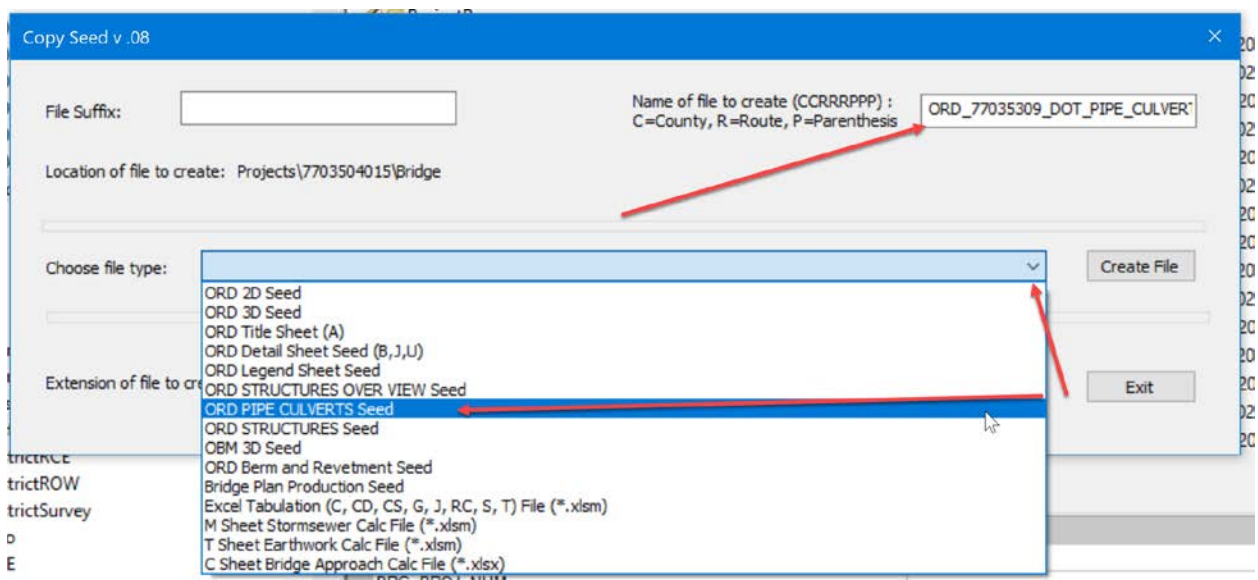 Copy Seed v .08
File Suffix:
Name of file to create (CCRRRPPP) :
C=County, R=Route, P=Parenthesis
ORD_77035309_DOT_PIPE_CULVER
Location of file to create: Projects\7703504015\Bridge
Choose file type:
Create File
ORD 2D Seed
ORD 3D Seed
ORD Title Sheet (A)
ORD Detail Sheet Seed (B,J,U)
ORD Legend Sheet Seed
Extension of file to cre
ORD STRUCTURES OVER VIEW Seed
Exit
ORD PIPE CULVERTS Seed
ORD STRUCTURES Seed
OBM 3D Seed
ORD Berm and Revetment Seed
Bridge Plan Production Seed
Excel Tabulation (C, CD, CS, G, J, RC, S, T) File (*.xlsm)
M Sheet Stormsewer Calc File (*.xlsm)
T Sheet Earthwork Calc File (*.xlsm)
C Sheet Bridge Approach Calc File (*.xlsx)
trictRCE
trictROW
trictSurvey